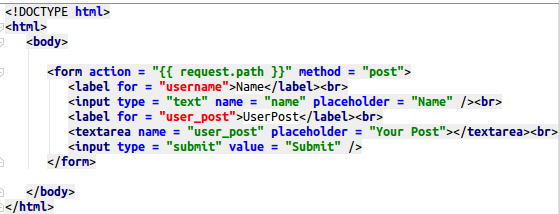 <!DOCTYPE html>
<html>
<body>
<form action = "{{ request.path }}" method = "post">
<label for = "username">Name</label><br>
<input type = "text" name = "name" placeholder = "Name" /><br>
<label for = "user_post">UserPost</label><br>
<textarea name = "user_post" placeholder = "Your Post"></textarea><br>
<input type = "submit" value = "Submit" />
</form>
</body>
</html>